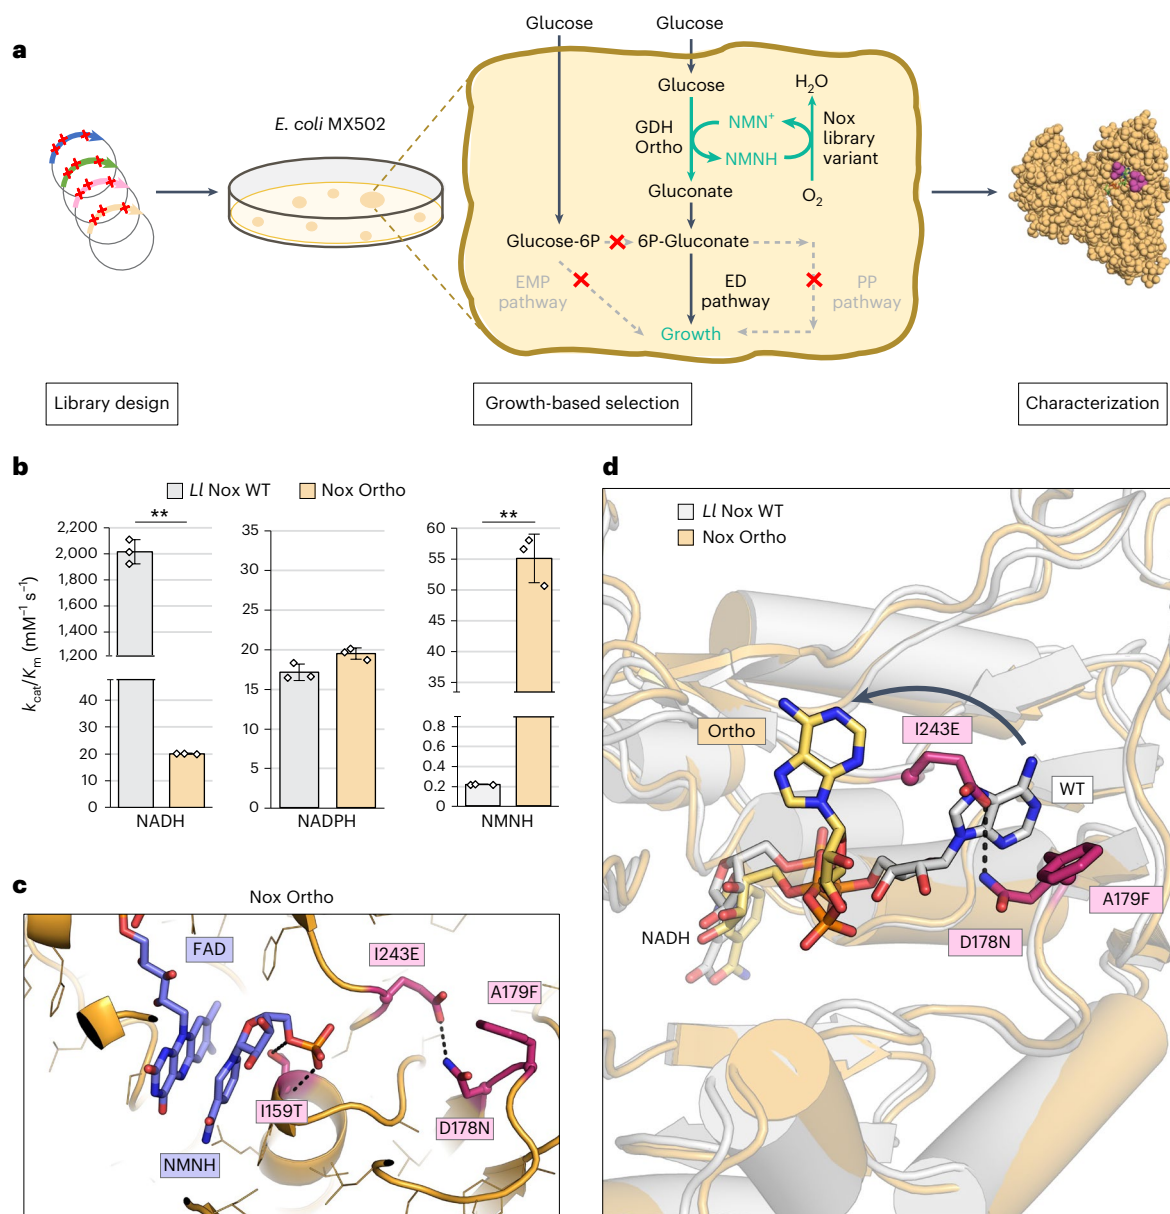 a
Glucose
Glucose
E. coli MX502
Glucose
H2O
GDH
Ortho
NMN+
NMNH
Nox
library
variant
Gluconate
O2
Glucose-6P
6P-Gluconate
EMP
pathway
ED
pathway
PP
pathway
Growth
Library design
Growth-based selection
Characterization
b
Ll Nox WT
Nox Ortho
kcat/Km (mM−1 s−1)
**
2,200
2,000
1,800
1,600
1,400
1,200
40
30
20
10
0
NADH
35
30
25
20
15
10
5
0
NADPH
**
60
55
50
45
40
35
0.8
0.6
0.4
0.2
0
NMNH
c
Nox Ortho
FAD
I243E
A179F
I159T
D178N
NMNH
d
Ll Nox WT
Nox Ortho
Ortho
I243E
WT
A179F
NADH
D178N